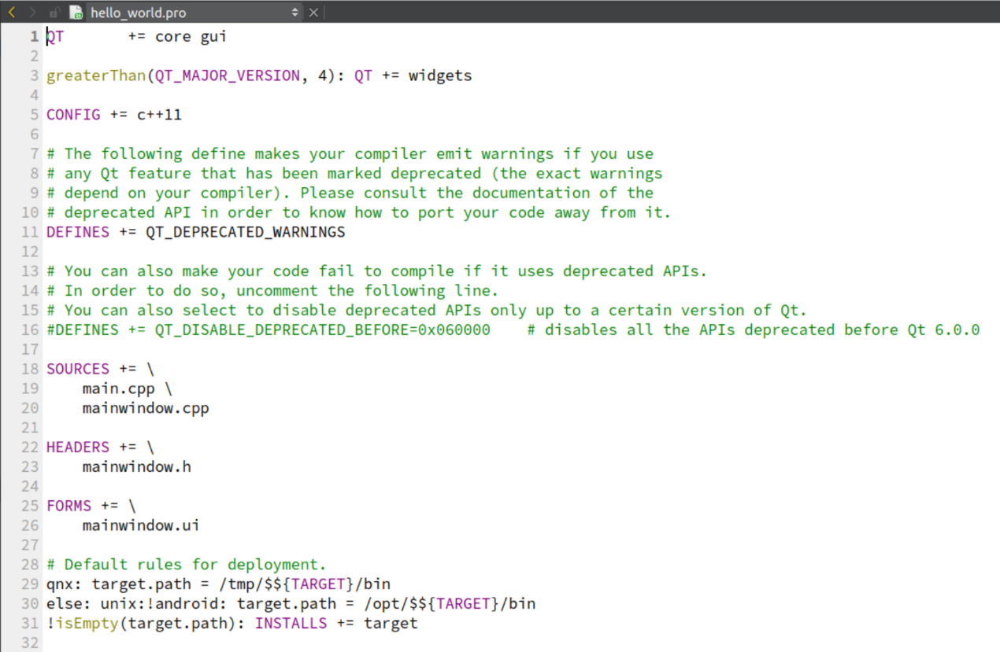 hello_world.pro
1 QT       += core gui
2
3 greaterThan(QT_MAJOR_VERSION, 4): QT += widgets
4
5 CONFIG += c++11
6
7 # The following define makes your compiler emit warnings if you use
8 # any Qt feature that has been marked deprecated (the exact warnings
9 # depend on your compiler). Please consult the documentation of the
10 # deprecated API in order to know how to port your code away from it.
11 DEFINES += QT_DEPRECATED_WARNINGS
12
13 # You can also make your code fail to compile if it uses deprecated APIs.
14 # In order to do so, uncomment the following line.
15 # You can also select to disable deprecated APIs only up to a certain version of Qt.
16 #DEFINES += QT_DISABLE_DEPRECATED_BEFORE=0x060000    # disables all the APIs deprecated before Qt 6.0.0
17
18 SOURCES += \
19     main.cpp \
20     mainwindow.cpp
21
22 HEADERS += \
23     mainwindow.h
24
25 FORMS += \
26     mainwindow.ui
27
28 # Default rules for deployment.
29 qnx: target.path = /tmp/$${TARGET}/bin
30 else: unix:!android: target.path = /opt/$${TARGET}/bin
31 !isEmpty(target.path): INSTALLS += target
32